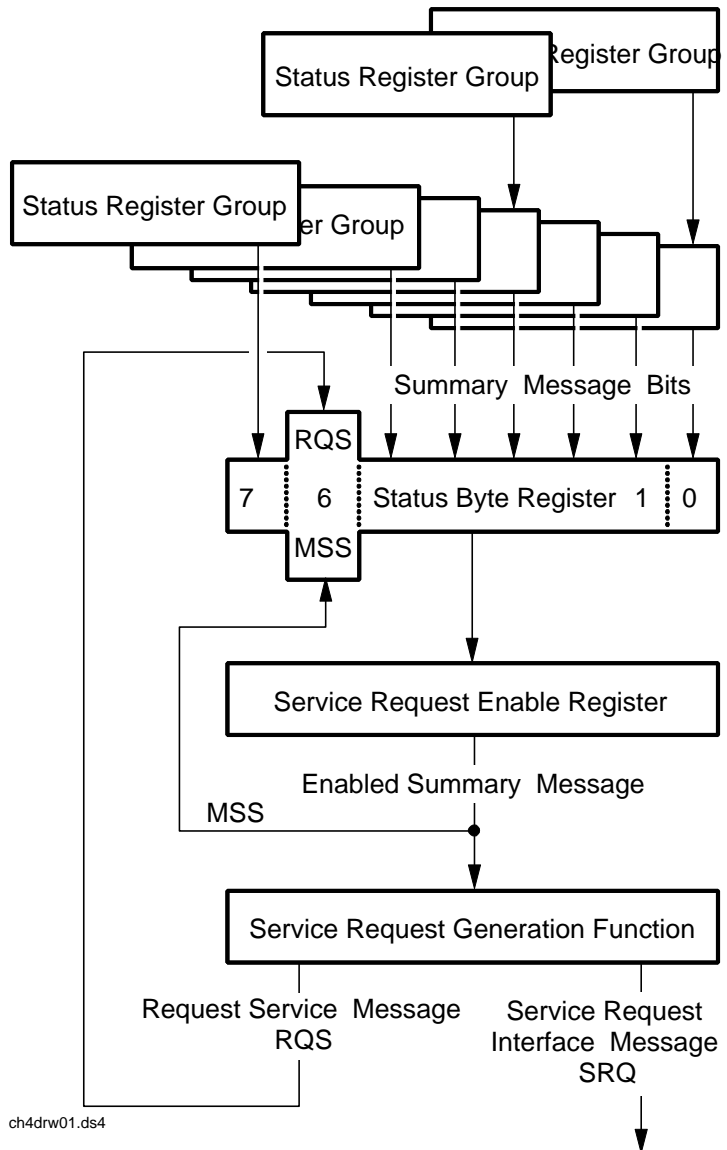 Register Group
Status Register Group
Status Register Group
er Group
Summary Message Bits
RQS
7 6 Status Byte Register 1 0
MSS
Service Request Enable Register
Enabled Summary Message
MSS
Service Request Generation Function
Request Service Message
RQS
Service Request
Interface Message
SRQ
ch4drw01.ds4